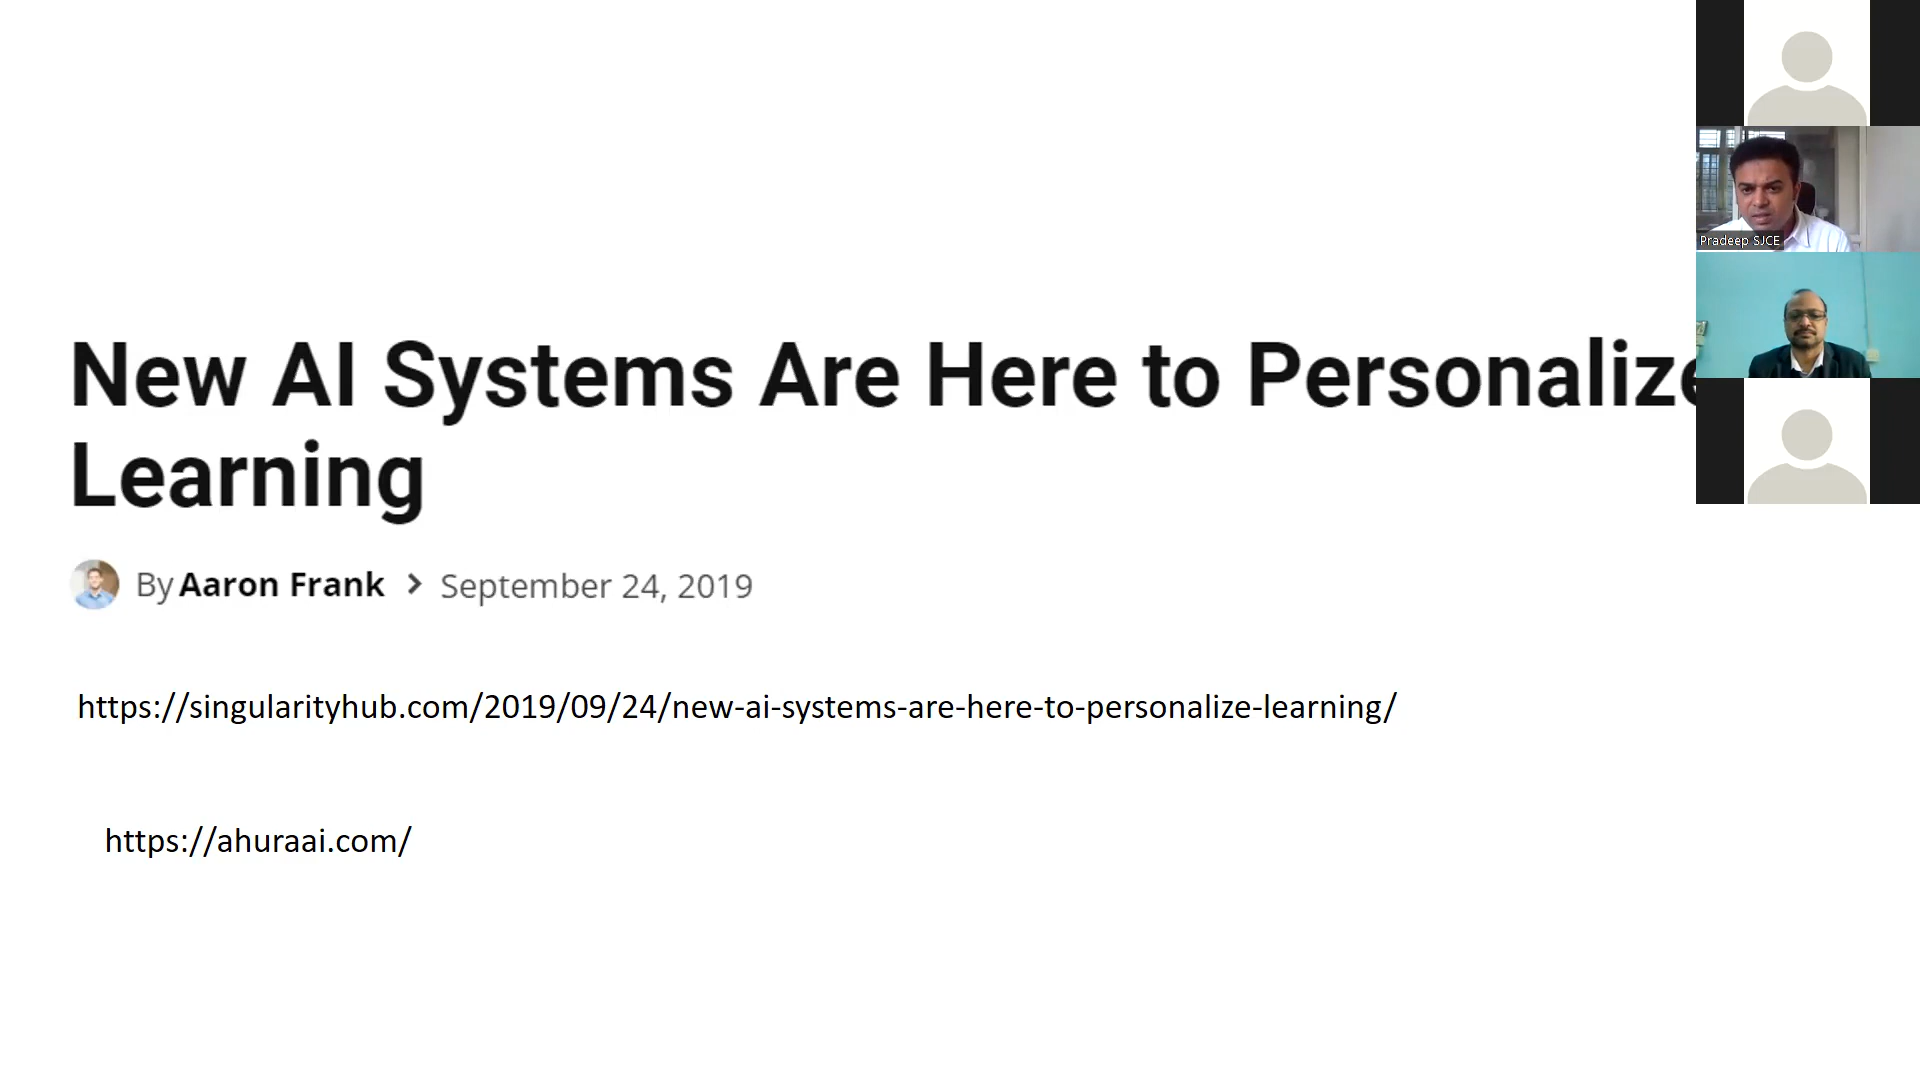 New AI Systems Are Here to Personalize
Learning
By Aaron Frank > September 24, 2019
https://singularityhub.com/2019/09/24/new-ai-systems-are-here-to-personalize-learning/
https://ahuraai.com/
Pradeep SJCE